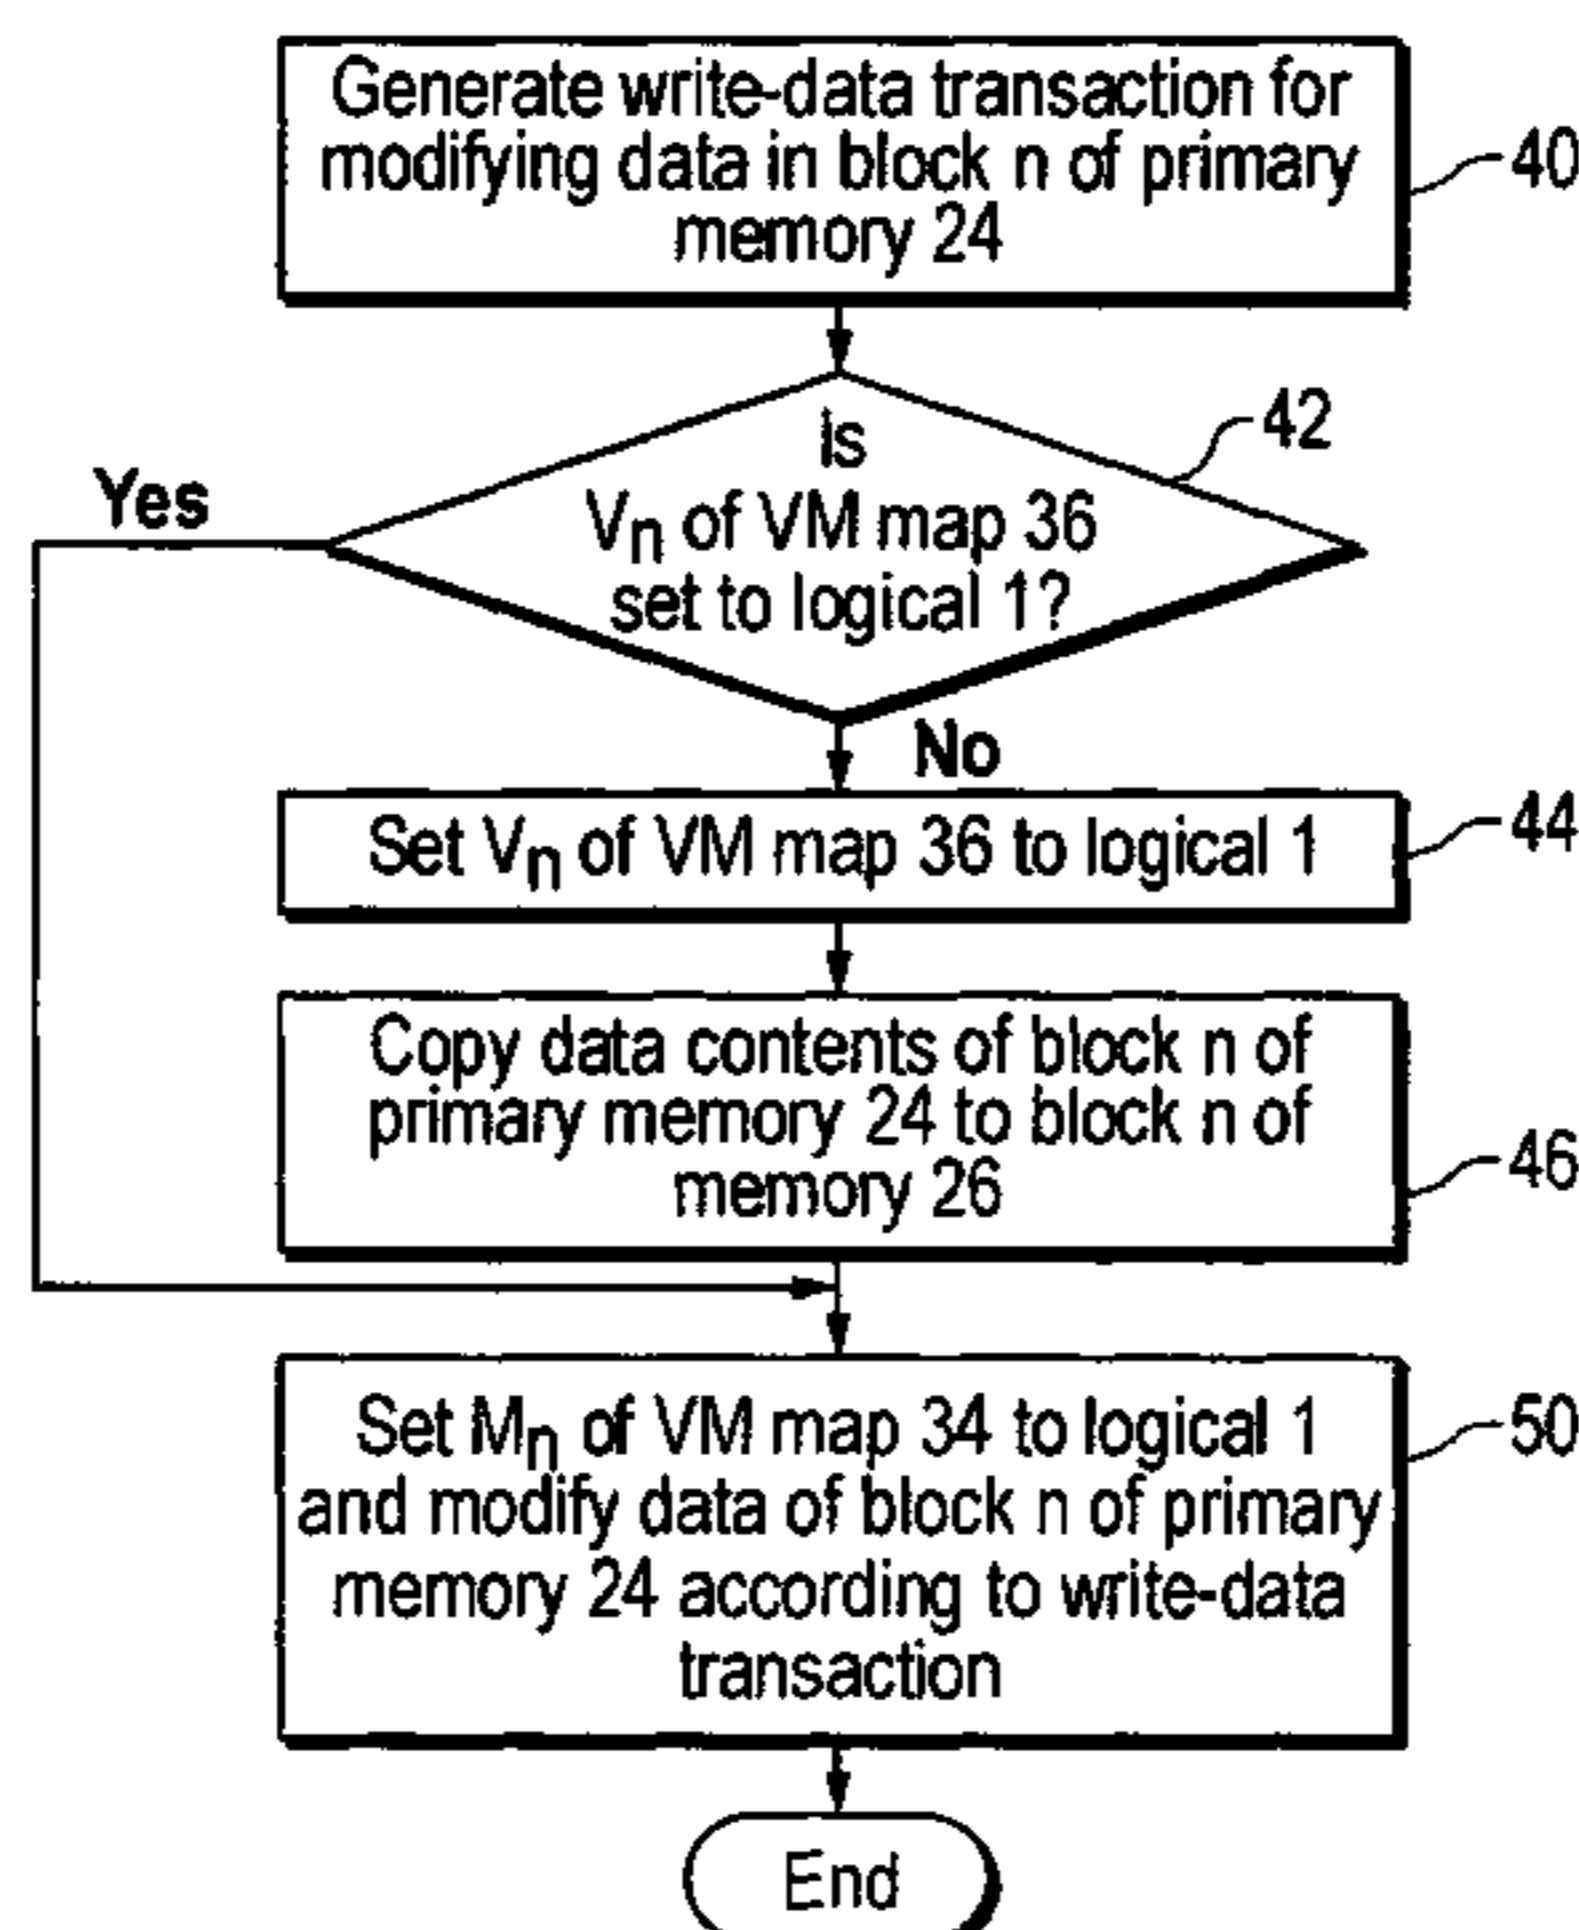 Generate write-data transaction for
modifying data in block n of primary
memory 24
40
Is
Vn of VM map 36
set to logical 1?
42
Yes
No
Set Vn of VM map 36 to logical 1
44
Copy data contents of block n of
primary memory 24 to block n of
memory 26
46
Set Mn of VM map 34 to logical 1
and modify data of block n of primary
memory 24 according to write-data
transaction
50
End